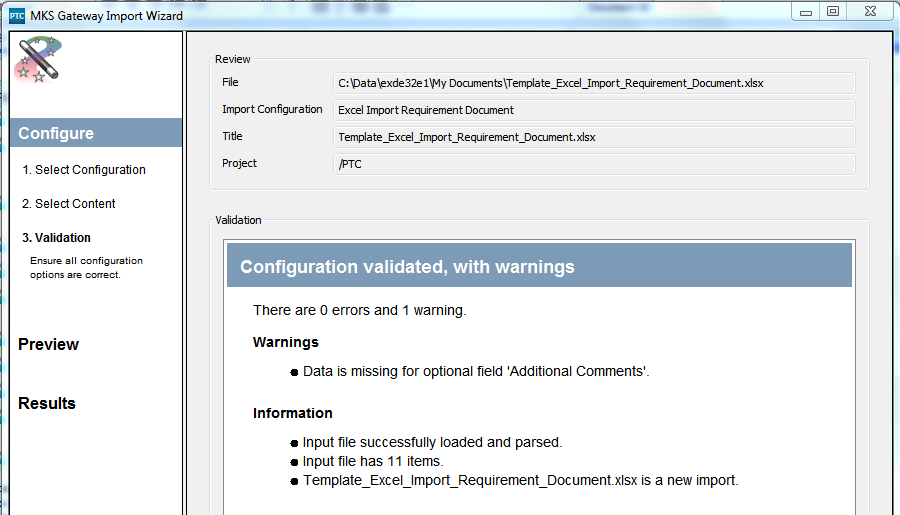 PTC MKS Gateway Import Wizard
Configure
1. Select Configuration
2. Select Content
3. Validation
Ensure all configuration
options are correct.
Preview
Results
Review
File C:\Data\exde32e1\My Documents\Template_Excel_Import_Requirement_Document.xlsx
Import Configuration Excel Import Requirement Document
Title Template_Excel_Import_Requirement_Document.xlsx
Project /PTC
Validation
Configuration validated, with warnings
There are 0 errors and 1 warning.
Warnings
● Data is missing for optional field 'Additional Comments'.
Information
● Input file successfully loaded and parsed.
● Input file has 11 items.
● Template_Excel_Import_Requirement_Document.xlsx is a new import.